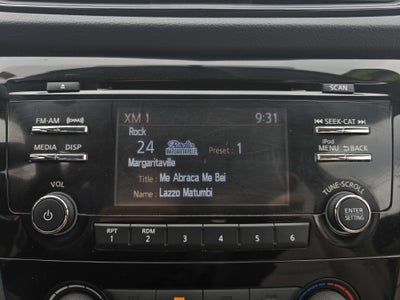 SCAN
FM·AM
SEEK·CAT
iPod
MEDIA DISP
MENU BACK
XM 1 9:31
Rock
24 Radio MARGARITAVILLE Preset : 1
Margaritaville
Title : Me Abraca Me Bei
Name : Lazzo Matumbi
VOL
TUNE·SCROLL
ENTER
SETTING
RPT RDM
1 2 3 4 5 6